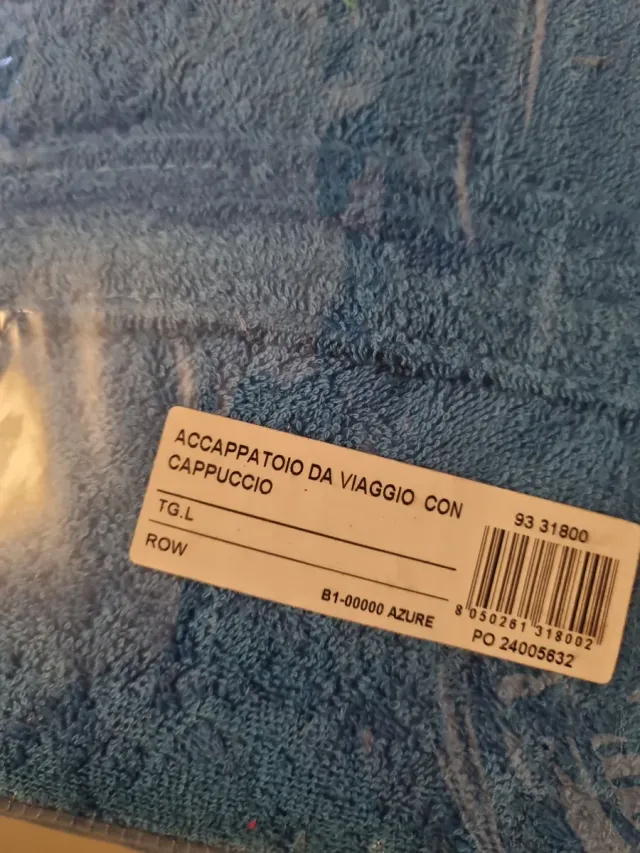 ACCAPPATOIO DA VIAGGIO CON
CAPPUCCIO
TG.L
ROW
B1-00000 AZURE
93 31800
8 050261 318002
PO 24005632